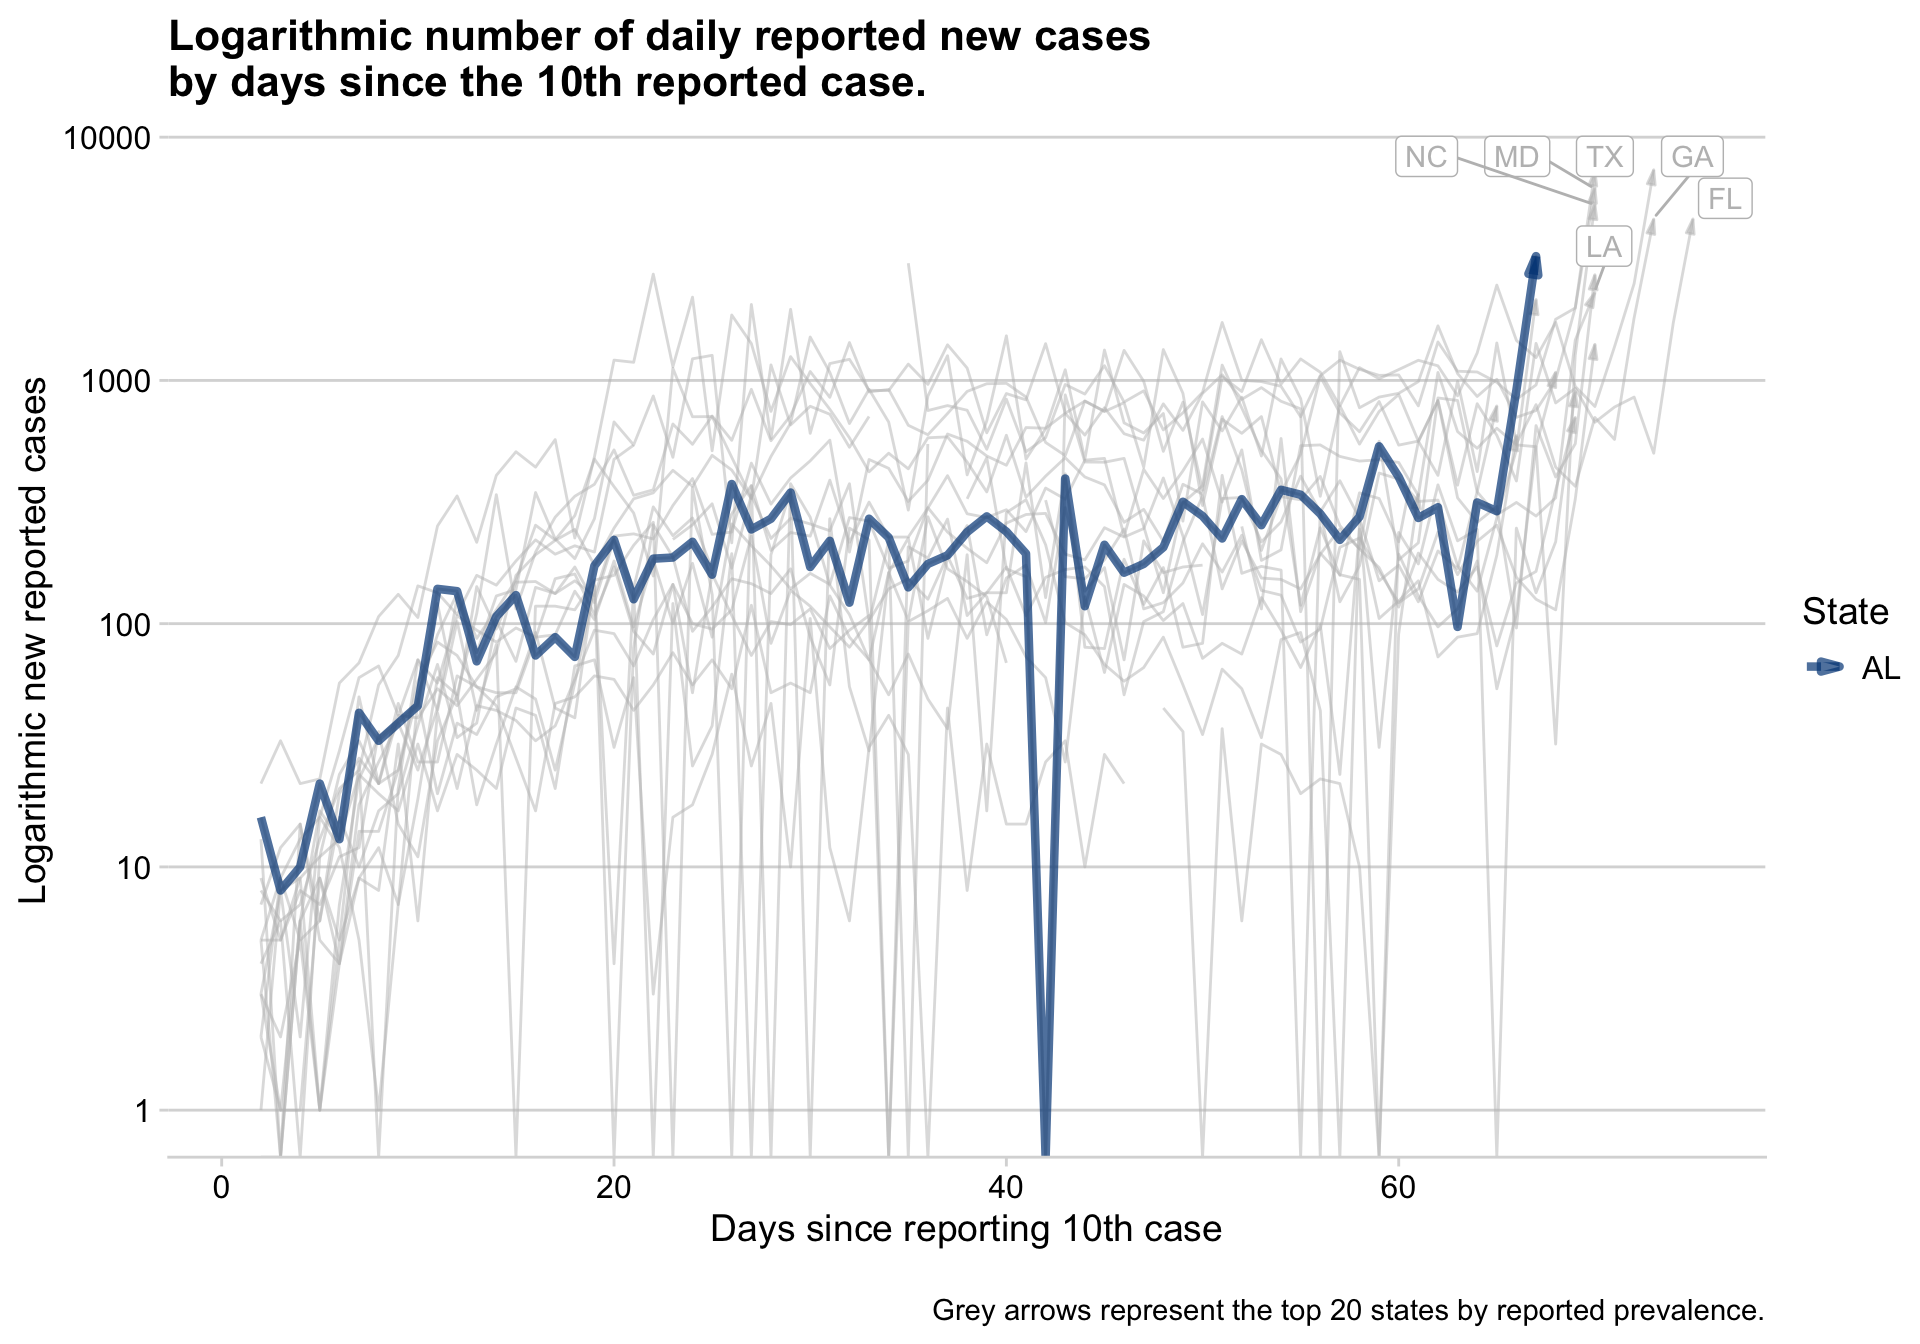 Logarithmic number of daily reported new cases
by days since the 10th reported case.
10000
1000
100
10
1
Logarithmic new reported cases
NC
MD
TX
GA
FL
LA
State
AL
0
20
40
60
Days since reporting 10th case
Grey arrows represent the top 20 states by reported prevalence.